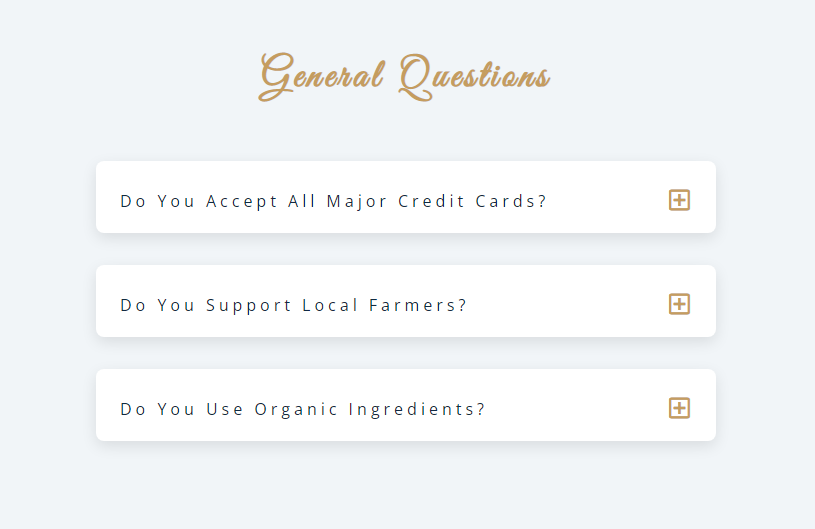 General Questions
Do You Accept All Major Credit Cards?
Do You Support Local Farmers?
Do You Use Organic Ingredients?